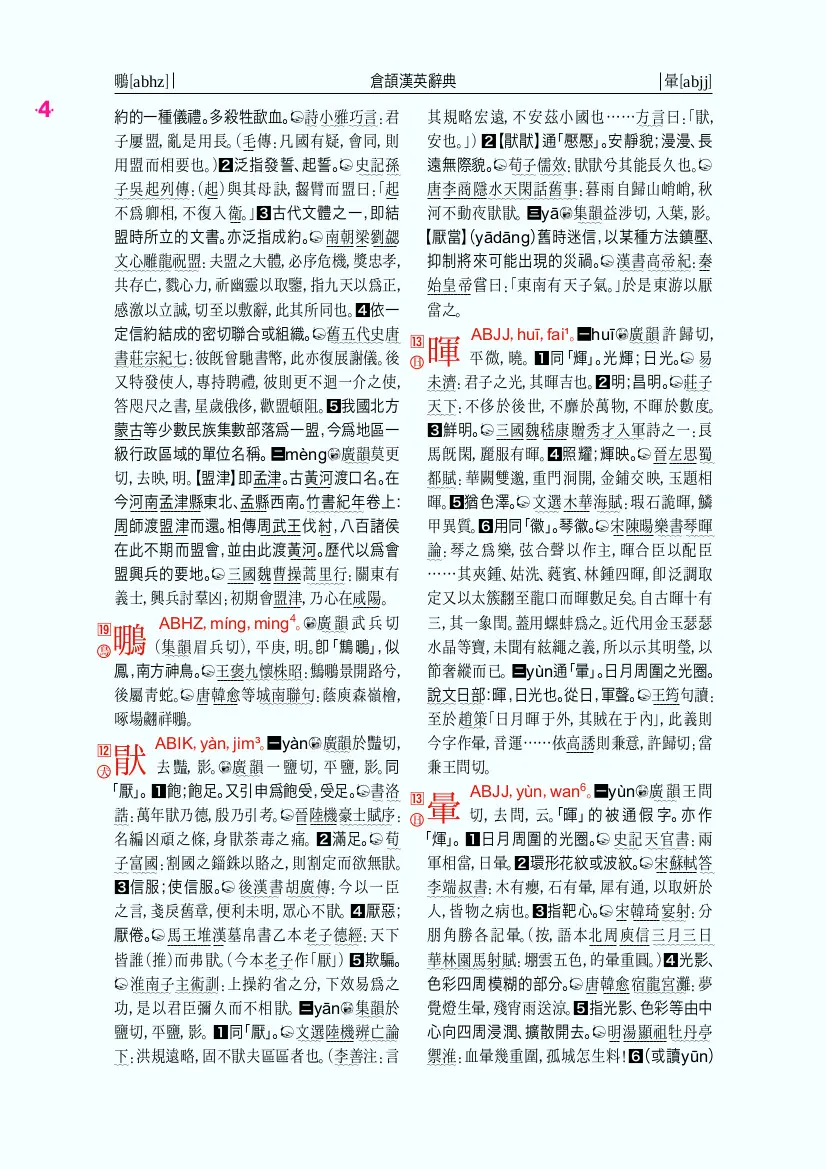 鴫[abhz]
倉頡漢英辭典
暈[abjj]
·4·
約的一種儀禮。多殺牲歃血。詩小雅巧言：君
子屢盟，亂是用長。（毛傳：凡國有疑，會同，則
用盟而相要也。）2泛指發誓、起誓。史記孫
子吳起列傳：（起）與其母訣，齧臂而盟曰：「起
不爲卿相，不復入衛。」3古代文體之一，即結
盟時所立的文書。亦泛指成約。南朝梁劉勰
文心雕龍祝盟：夫盟之大體，必序危機，獎忠孝，
共存亡，戮心力，祈幽靈以取鑒，指九天以爲正，
感激以立誠，切至以敷辭，此其所同也。4依一
定信約結成的密切聯合或組織。舊五代史唐
書莊宗紀七：彼旣曾馳書幣，此亦復展謝儀。後
又特發使人，專持聘禮，彼則更不迴一介之使，
答咫尺之書，星歲俄移，歡盟頓阻。5我國北方
蒙古等少數民族集數部落爲一盟，今爲地區一
級行政區域的單位名稱。二mèng廣韻莫更
切，去映，明。【盟津】即孟津。古黃河渡口名。在
今河南孟津縣東北、孟縣西南。竹書紀年卷上：
周師渡盟津而還。相傳周武王伐紂，八百諸侯
在此不期而盟會，並由此渡黃河。歷代以爲會
盟興兵的要地。三國魏曹操蒿里行：關東有
義士，興兵討羣凶；初期會盟津，乃心在咸陽。
19 鴫 ABHZ, míng, ming⁴。廣韻武兵切
（集韻眉兵切），平庚，明。卽「鷦鴫」，似
鳳，南方神鳥。王褒九懷株昭：鷦鴫景開路兮，
後屬靑蛇。唐韓愈等城南聯句：蔭庾森嶺檜，
啄場翽祥鴫。
12 猒 ABIK, yàn, jim³。一yàn廣韻於豔切，
去豔，影。廣韻一鹽切，平鹽，影。同
「厭」。1飽；飽足。又引申爲飽受，受足。書洛
誥：萬年猒乃德，殷乃引考。晉陸機豪士賦序：
名編凶頑之條，身猒荼毒之痛。2滿足。荀
子富國：割國之錙銖以賂之，則割定而欲無猒。
3信服；使信服。後漢書胡廣傳：今以一臣
之言，剗戾舊章，便利未明，眾心不猒。4厭惡；
厭倦。馬王堆漢墓帛書乙本老子德經：天下
皆誰（推）而弗猒。（今本老子作「厭」）5欺騙。
淮南子主術訓：上操約省之分，下效易爲之
功，是以君臣彌久而不相猒。二yān集韻於
鹽切，平鹽，影。1同「厭」。文選陸機辨亡論
下：洪規遠略，固不猒夫區區者也。（李善注：言
其規略宏遠，不安茲小國也……方言曰：「猒，
安也。」）2【猒猒】通「懕懕」。安靜貌；漫漫、長
遠無際貌。荀子儒效：猒猒兮其能長久也。
唐李商隱水天閑話舊事：暮雨自歸山峭峭，秋
河不動夜猒猒。三yā集韻益涉切，入葉，影。
【猒當】（yādāng）舊時迷信，以某種方法鎮壓、
抑制將來可能出現的災禍。漢書高帝紀：秦
始皇帝嘗曰：「東南有天子氣。」於是東游以猒
當之。
13 暉 ABJJ, huī, fai¹。一huī廣韻許歸切，
平微，曉。1同「輝」。光輝；日光。易
未濟：君子之光，其暉吉也。2明；昌明。莊子
天下：不侈於後世，不靡於萬物，不暉於數度。
3鮮明。三國魏嵇康贈秀才入軍詩之一：良
馬旣閑，麗服有暉。4照耀；輝映。晉左思蜀
都賦：華闕雙邈，重門洞開，金鋪交映，玉題相
暉。5猶色澤。文選木華海賦：瑕石詭暉，鱗
甲異質。6用同「徽」。琴徽。宋陳暘樂書琴暉
論：琴之爲樂，弦合聲以作主，暉合臣以配臣
……其夾鍾、姑洗、蕤賓、林鍾四暉，卽泛調取
定又以太簇翻至龍口而暉數足矣。自古暉十有
三，其一象閏。蓋用螺蚌爲之。近代用金玉瑟瑟
水晶等寶，未聞有絃繩之義，所以示其明瑩，以
節奢縱而已。二yùn通「暈」。日月周圍之光圈。
說文日部：暉，日光也。從日，軍聲。王筠句讀：
至於趙策「日月暉于外，其賊在于內」，此義則
今字作暈，音運……依高誘則兼意，許歸切；當
兼王問切。
13 暈 ABJJ, yùn, wan⁶。一yùn廣韻王問
切，去問，云。「暉」的被通假字。亦作
「煇」。1日月周圍的光圈。史記天官書：兩
軍相當，日暈。2環形花紋或波紋。宋蘇軾答
李端叔書：木有癭，石有暈，犀有通，以取姸於
人，皆物之病也。3指靶心。宋韓琦宴射：分
朋角勝各記暈。（按，語本北周庾信三月三日
華林園馬射賦：堋雲五色，的暈重圓。）4光影、
色彩四周模糊的部分。唐韓愈宿龍宮灘：夢
覺燈生暈，殘宵雨送涼。5指光影、色彩等由中
心向四周浸潤、擴散開去。明湯顯祖牡丹亭
禦淮：血暈幾重圍，孤城怎生料！6（或讀yūn）